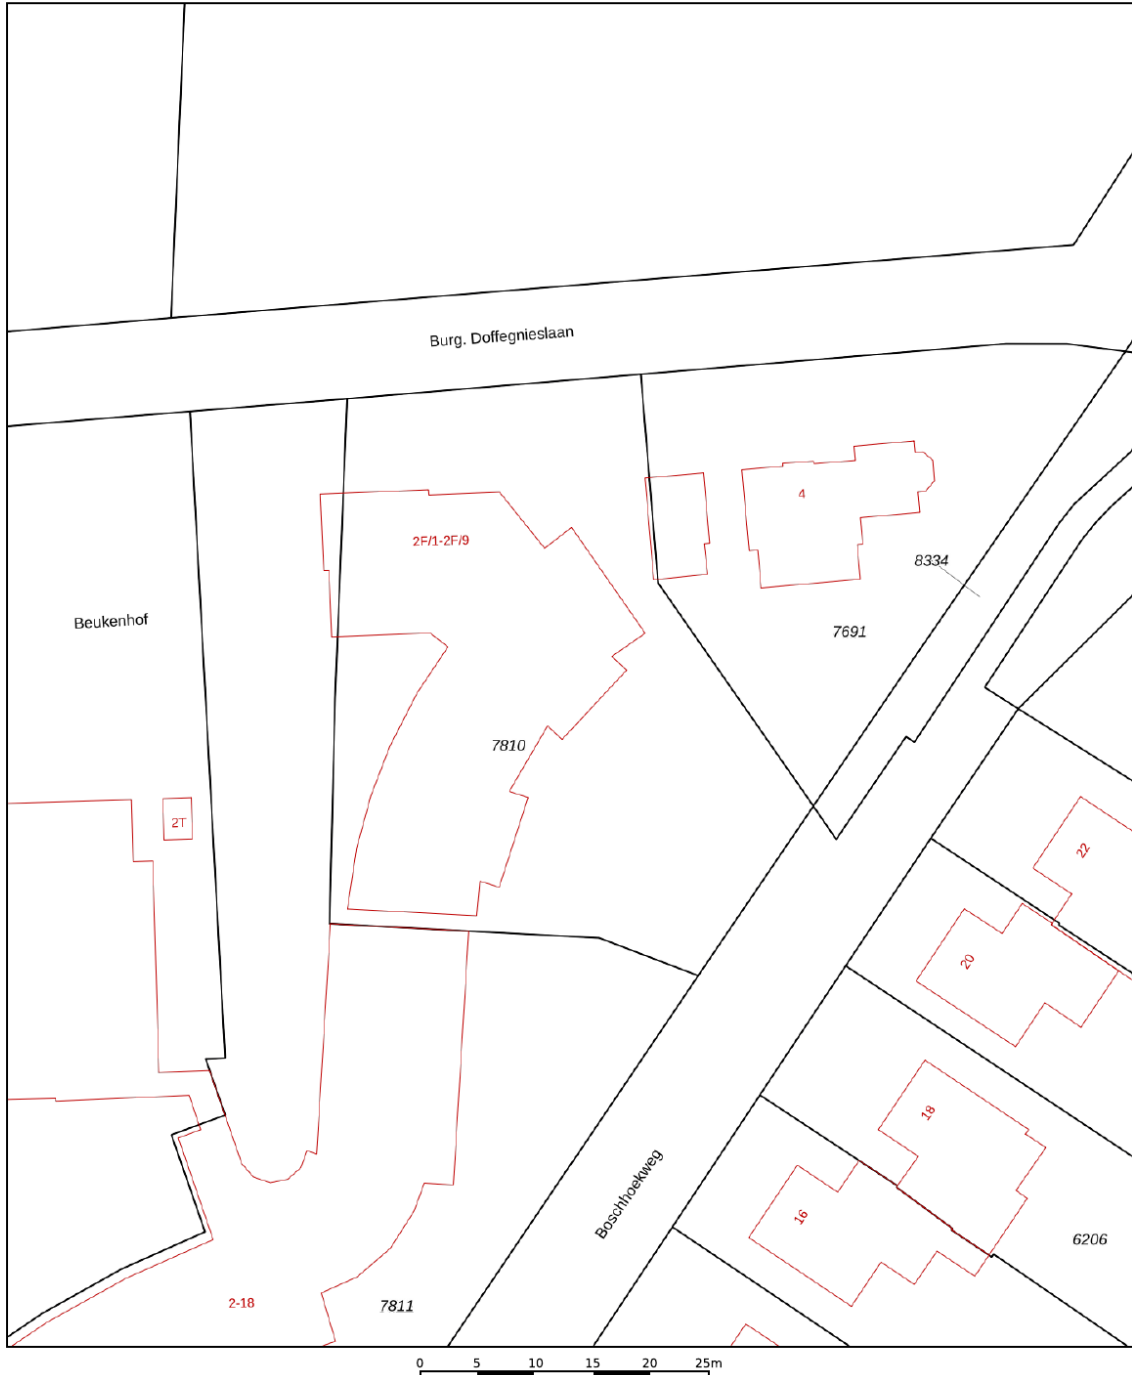 Burg. Doffegnieslaan
4
2F/1-2F/9
8334
Beukenhof
7691
7810
2T
22
20
18
Boschhoekweg
16
6206
2-18
7811
0 5 10 15 20 25m